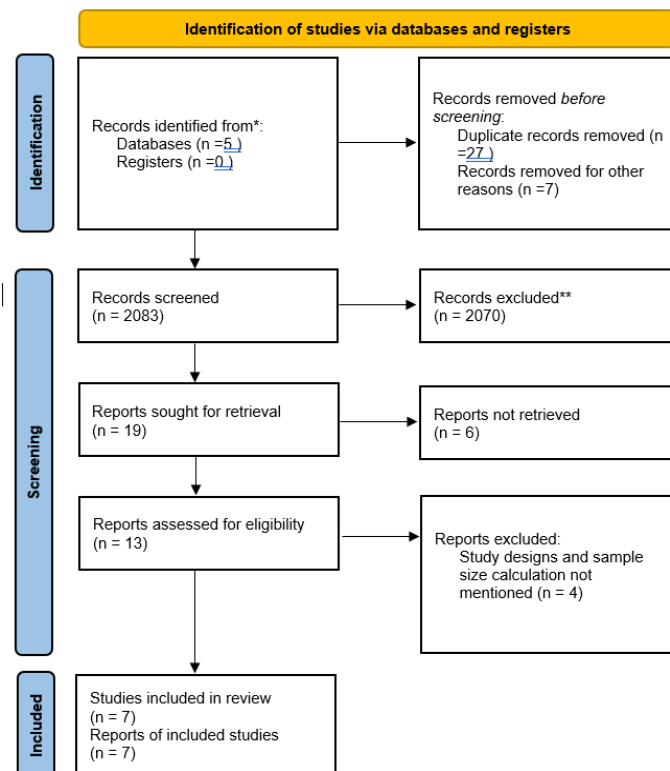 Identification of studies via databases and registers
Identification
Records identified from*:
Databases (n =5 )
Registers (n =0 )
Records removed before
screening:
Duplicate records removed (n
=27 )
Records removed for other
reasons (n =7)
Screening
Records screened
(n = 2083)
Records excluded**
(n = 2070)
Reports sought for retrieval
(n = 19)
Reports not retrieved
(n = 6)
Reports assessed for eligibility
(n = 13)
Reports excluded:
Study designs and sample
size calculation not
mentioned (n = 4)
Included
Studies included in review
(n = 7)
Reports of included studies
(n = 7)